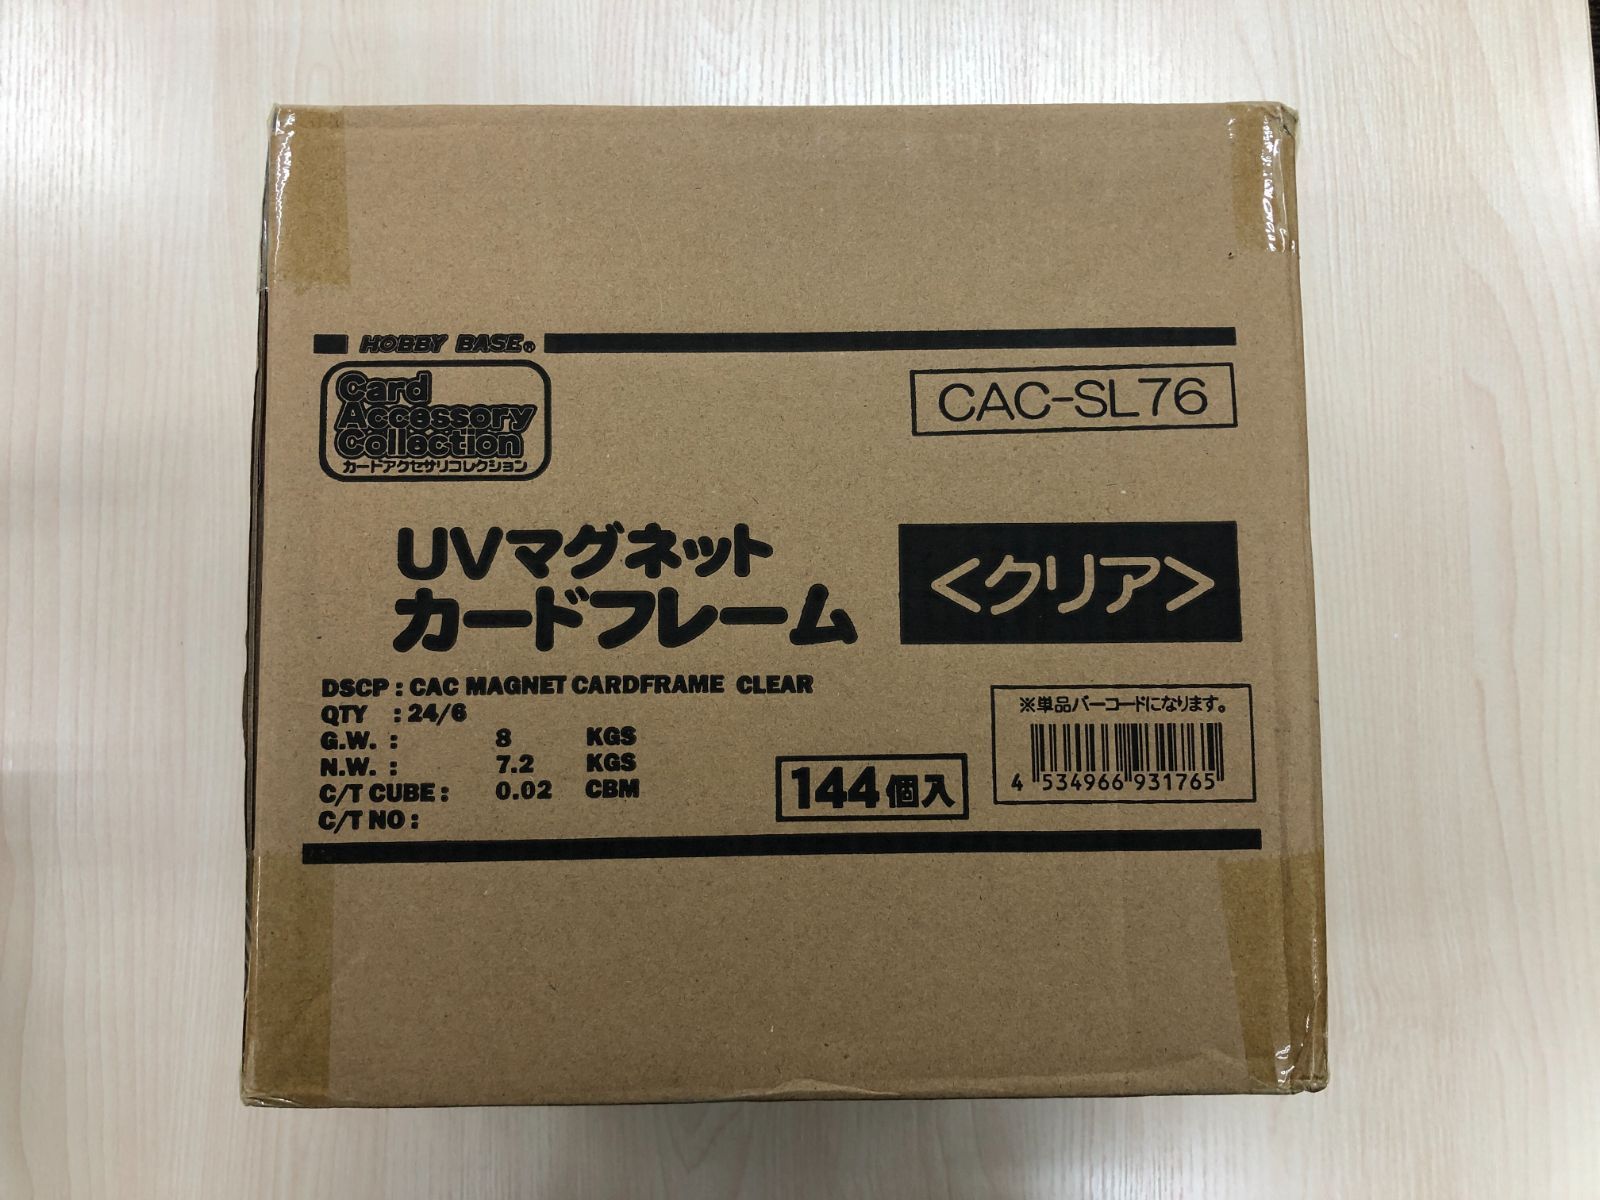 HOBBY BASE®
Card
Accessory
Collection
カードアクセサリコレクション
CAC-SL76
UVマグネット
カードフレーム
<クリア>
DSCP : CAC MAGNET CARDFRAME CLEAR
QTY : 24/6
G.W. : 8 KGS
N.W. : 7.2 KGS
C/T CUBE : 0.02 CBM
C/T NO :
144個入
※単品バーコードになります。
4 534966 931765